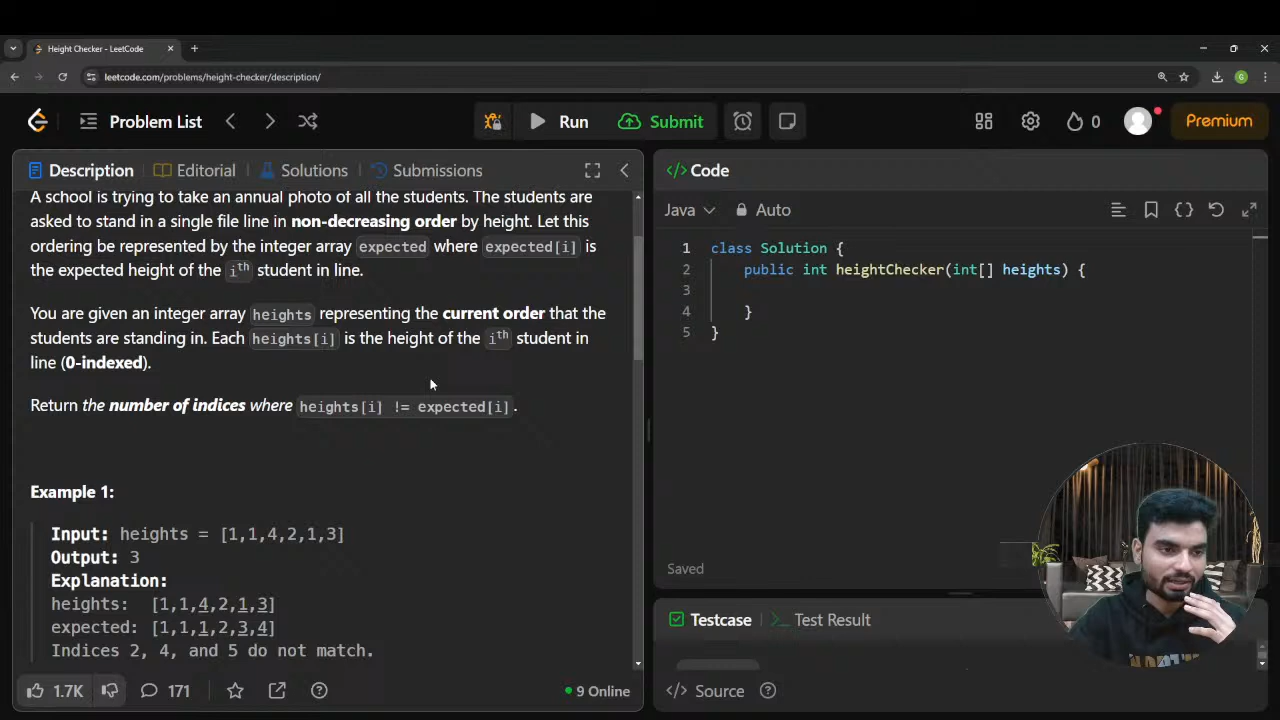 Height Checker - LeetCode
leetcode.com/problems/height-checker/description/
G
Problem List
Run
Submit
0
Premium
Description
Editorial
Solutions
Submissions
A school is trying to take an annual photo of all the students. The students are
asked to stand in a single file line in non-decreasing order by height. Let this
ordering be represented by the integer array expected where expected[i] is
the expected height of the ith student in line.
You are given an integer array heights representing the current order that the
students are standing in. Each heights[i] is the height of the ith student in
line (0-indexed).
Return the number of indices where heights[i] != expected[i].
Example 1:
Input: heights = [1,1,4,2,1,3]
Output: 3
Explanation:
heights:  [1,1,4,2,1,3]
expected: [1,1,1,2,3,4]
Indices 2, 4, and 5 do not match.
1.7K
171
9 Online
</> Code
Java
Auto
1 class Solution {
2 public int heightChecker(int[] heights) {
3
4 }
5 }
Saved
Testcase
Test Result
</> Source